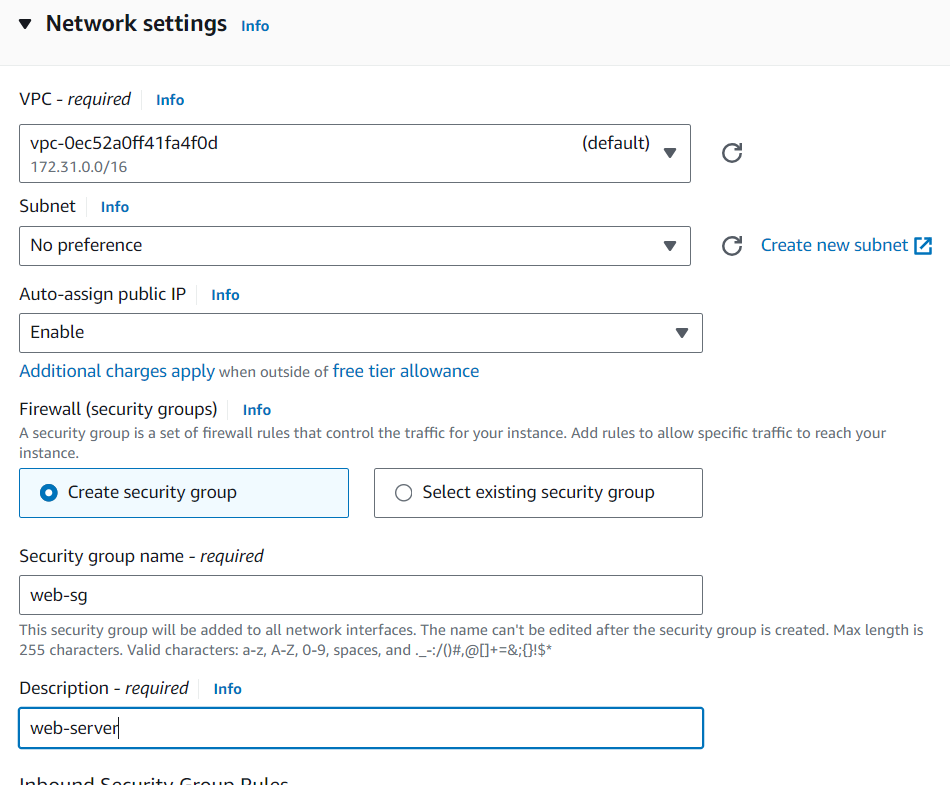 Network settings Info
VPC - required Info
vpc-0ec52a0ff41fa4f0d (default)
172.31.0.0/16
Subnet Info
No preference Create new subnet
Auto-assign public IP Info
Enable
Additional charges apply when outside of free tier allowance
Firewall (security groups) Info
A security group is a set of firewall rules that control the traffic for your instance. Add rules to allow specific traffic to reach your
instance.
Create security group Select existing security group
Security group name - required
web-sg
This security group will be added to all network interfaces. The name can't be edited after the security group is created. Max length is
255 characters. Valid characters: a-z, A-Z, 0-9, spaces, and ._-:/()#,@[]+=&;{}!$*
Description - required Info
web-server
Inbound Security Group Rules